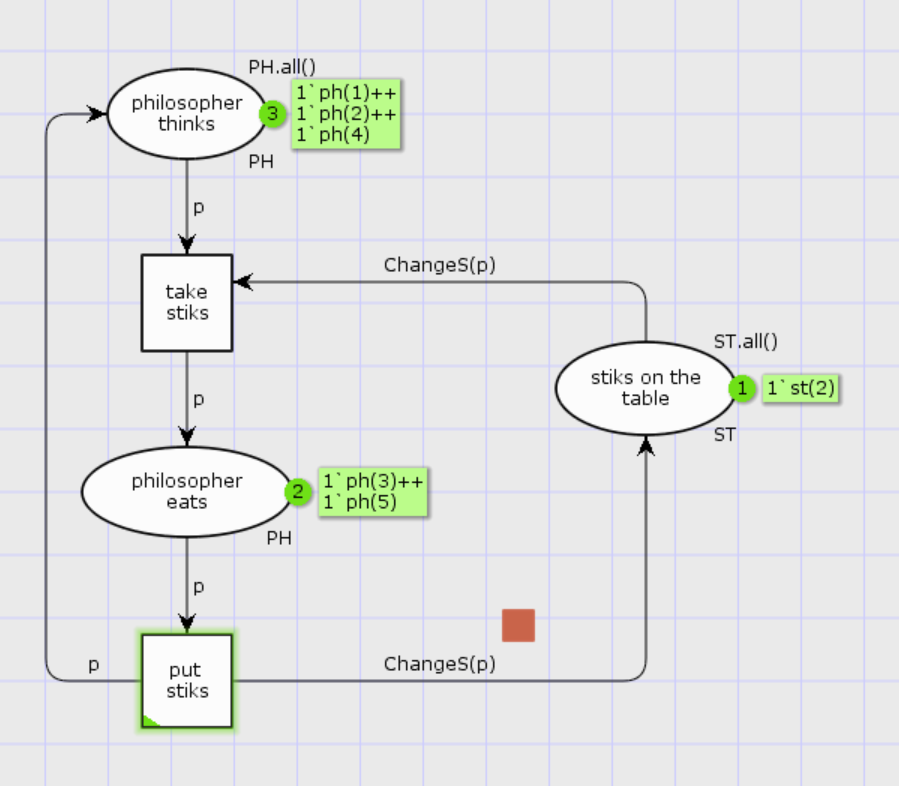 PH.all()
philosopher
thinks
3
1`ph(1)++
1`ph(2)++
1`ph(4)
PH
p
ChangeS(p)
take
stiks
ST.all()
stiks on the
table
1
1`st(2)
p
ST
philosopher
eats
2
1`ph(3)++
1`ph(5)
PH
p
p
ChangeS(p)
put
stiks